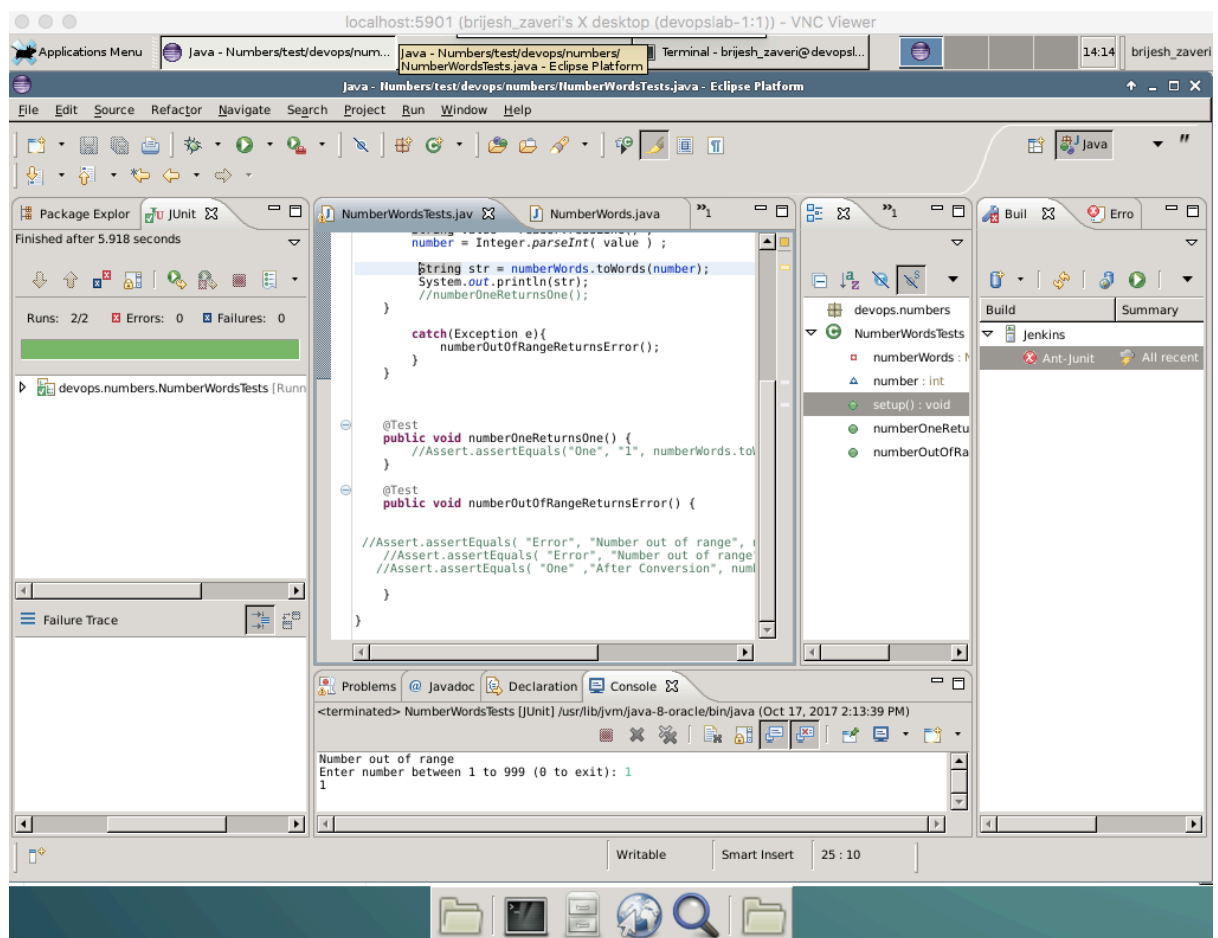 localhost:5901 (brijesh_zaveri's X desktop (devopslab-1:1)) - VNC Viewer
Applications Menu
Java - Numbers/test/devops/num...
Java - Numbers/test/devops/numbers/
NumberWordsTests.java - Eclipse Platform
Terminal - brijesh_zaveri@devopsl...
14:14
brijesh_zaveri
Java - Numbers/test/devops/numbers/NumberWordsTests.java - Eclipse Platform
File Edit Source Refactor Navigate Search Project Run Window Help
Java
Package Explor JUnit
Finished after 5.918 seconds
Runs: 2/2 Errors: 0 Failures: 0
devops.numbers.NumberWordsTests [Runn
Failure Trace
NumberWordsTests.jav NumberWords.java »1
number = Integer.parseInt( value ) ;
String str = numberWords.toWords(number);
System.out.println(str);
//numberOneReturnsOne();
}
catch(Exception e){
numberOutOfRangeReturnsError();
}
}
@Test
public void numberOneReturnsOne() {
//Assert.assertEquals("One", "1", numberWords.toW
}
@Test
public void numberOutOfRangeReturnsError() {
//Assert.assertEquals( "Error", "Number out of range",
//Assert.assertEquals( "Error", "Number out of range"
//Assert.assertEquals( "One" ,"After Conversion", num
}
}
»1
devops.numbers
NumberWordsTests
numberWords :
number : int
setup() : void
numberOneRetu
numberOutOfRa
Buil Erro
Build Summary
Jenkins
Ant-Junit All recent
Problems Javadoc Declaration Console
<terminated> NumberWordsTests [JUnit] /usr/lib/jvm/java-8-oracle/bin/java (Oct 17, 2017 2:13:39 PM)
Number out of range
Enter number between 1 to 999 (0 to exit): 1
1
Writable Smart Insert 25 : 10